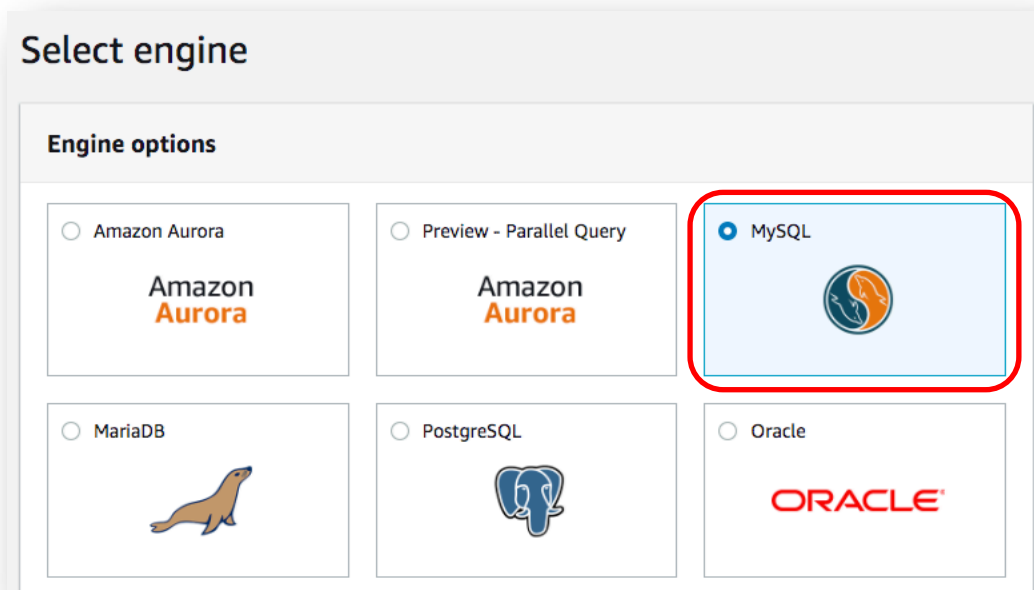 Select engine
Engine options
Amazon Aurora
Amazon
Aurora
Preview - Parallel Query
Amazon
Aurora
MySQL
MariaDB
PostgreSQL
Oracle
ORACLE